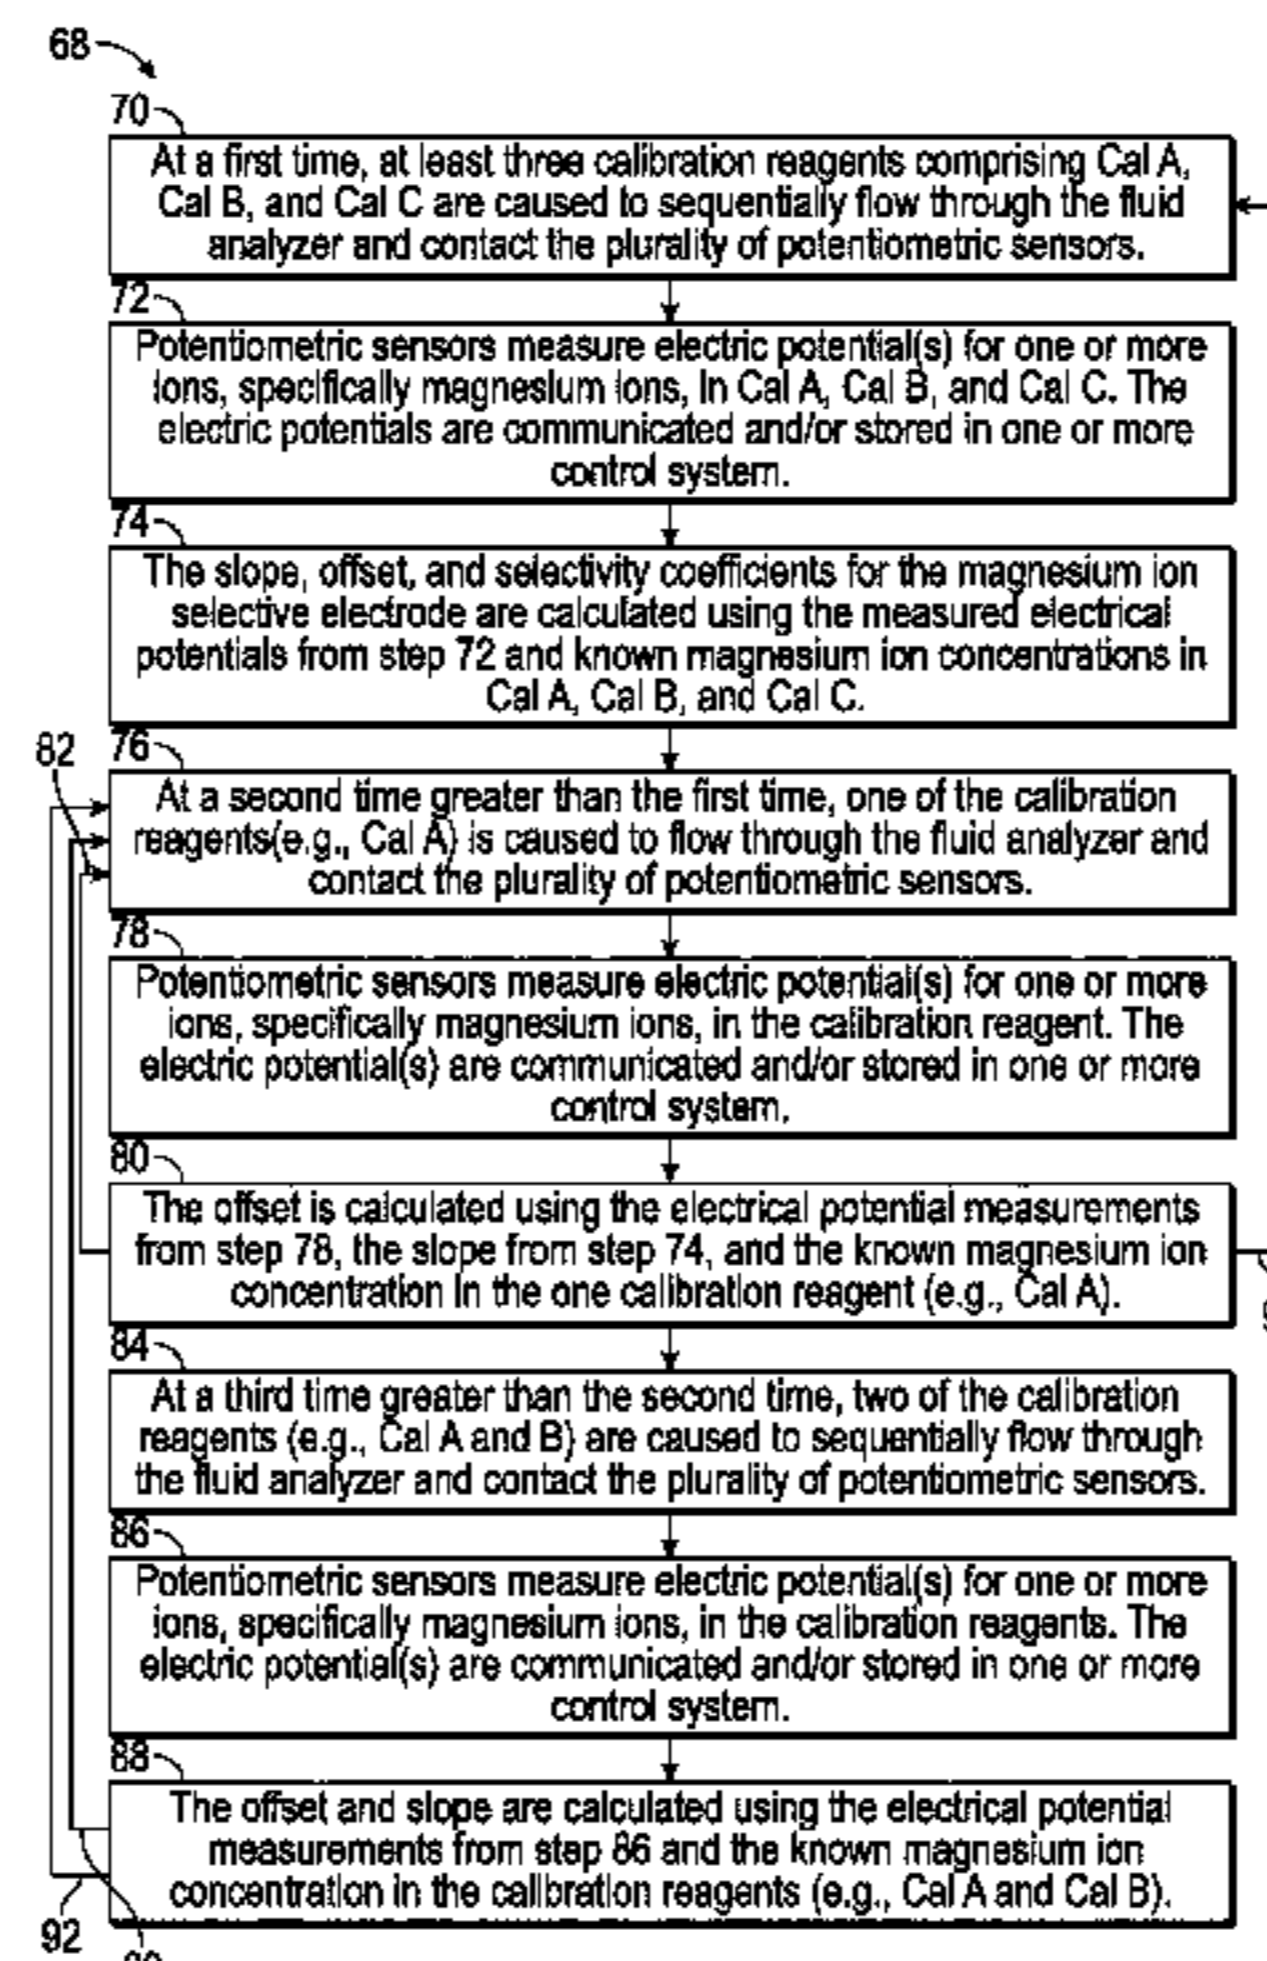 68
70
At a first time, at least three calibration reagents comprising Cal A,
Cal B, and Cal C are caused to sequentially flow through the fluid
analyzer and contact the plurality of potentiometric sensors.
72
Potentiometric sensors measure electric potential(s) for one or more
ions, specifically magnesium ions, in Cal A, Cal B, and Cal C. The
electric potentials are communicated and/or stored in one or more
control system.
74
The slope, offset, and selectivity coefficients for the magnesium ion
selective electrode are calculated using the measured electrical
potentials from step 72 and known magnesium ion concentrations in
Cal A, Cal B, and Cal C.
82
76
At a second time greater than the first time, one of the calibration
reagents(e.g., Cal A) is caused to flow through the fluid analyzer and
contact the plurality of potentiometric sensors.
78
Potentiometric sensors measure electric potential(s) for one or more
ions, specifically magnesium ions, in the calibration reagent. The
electric potential(s) are communicated and/or stored in one or more
control system.
80
The offset is calculated using the electrical potential measurements
from step 78, the slope from step 74, and the known magnesium ion
concentration in the one calibration reagent (e.g., Cal A).
84
At a third time greater than the second time, two of the calibration
reagents (e.g., Cal A and B) are caused to sequentially flow through
the fluid analyzer and contact the plurality of potentiometric sensors.
86
Potentiometric sensors measure electric potential(s) for one or more
ions, specifically magnesium ions, in the calibration reagents. The
electric potential(s) are communicated and/or stored in one or more
control system.
88
The offset and slope are calculated using the electrical potential
measurements from step 86 and the known magnesium ion
concentration in the calibration reagents (e.g., Cal A and Cal B).
92